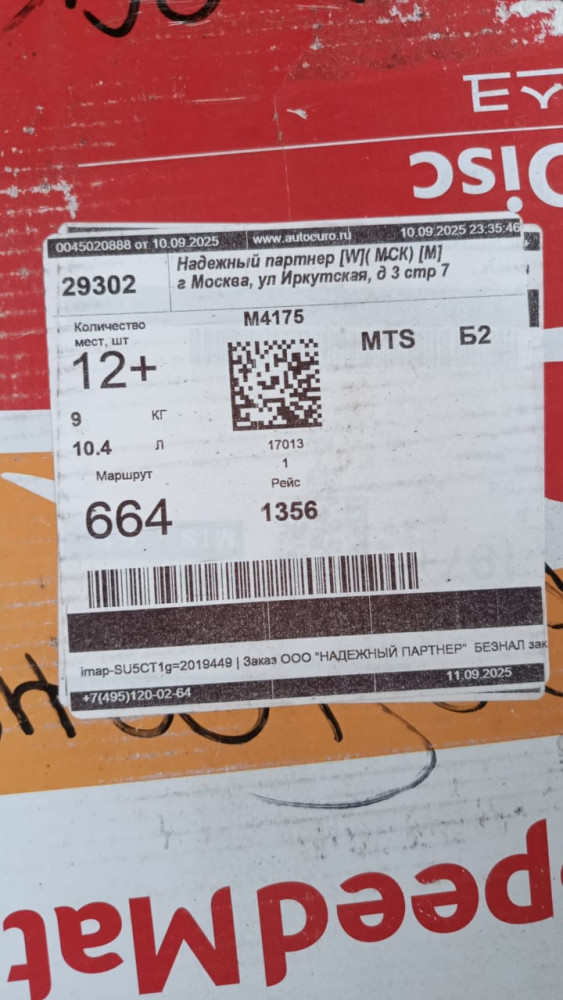 Disc
0045020888 от 10.09.2025 www.autoeuro.ru 10.09.2025 23:35:46
29302
Надежный партнер [W]( МСК) [М]
г Москва, ул Иркутская, д 3 стр 7
Количество
мест, шт
12+
М4175
MTS Б2
9 КГ
10.4 Л
17013
1
Маршрут
Рейс
664
1356
imap-SU5CT1g=2019449 | Заказ ООО "НАДЕЖНЫЙ ПАРТНЕР" БЕЗНАЛ зак
+7(495)120-02-64 11.09.2025
SpeedMat